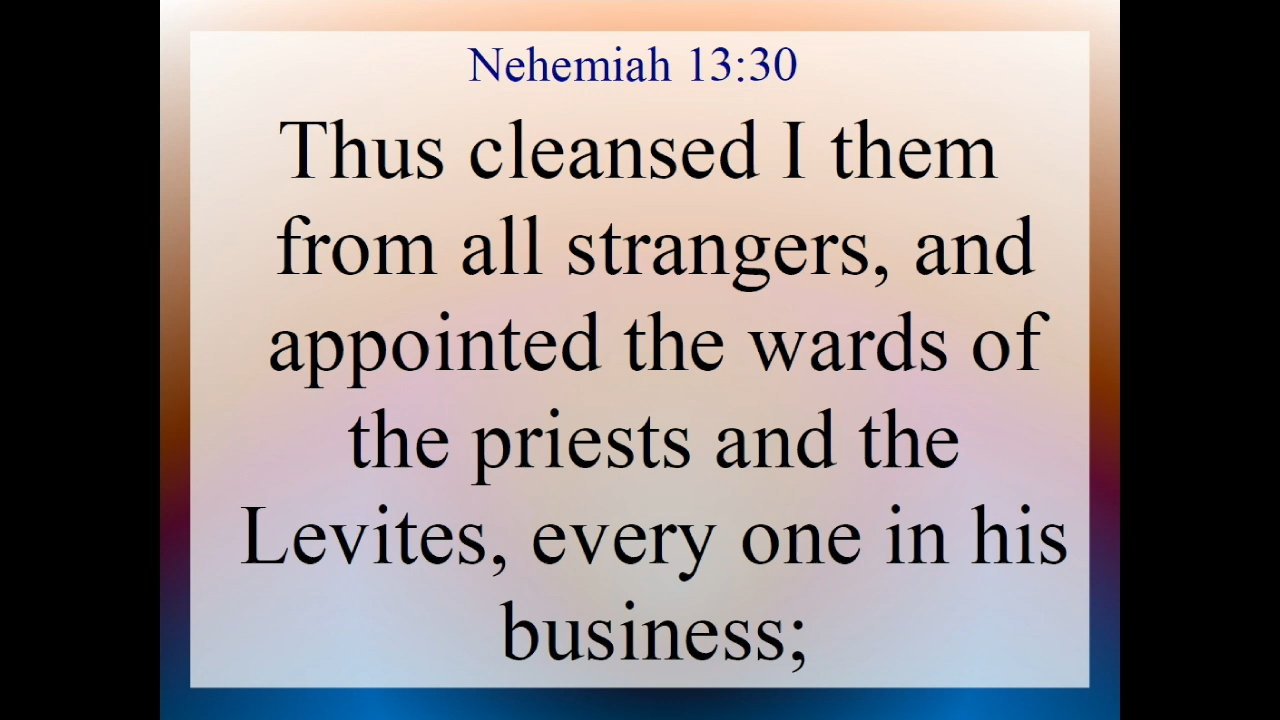 Nehemiah 13:30
Thus cleansed I them
from all strangers, and
appointed the wards of
the priests and the
Levites, every one in his
business;